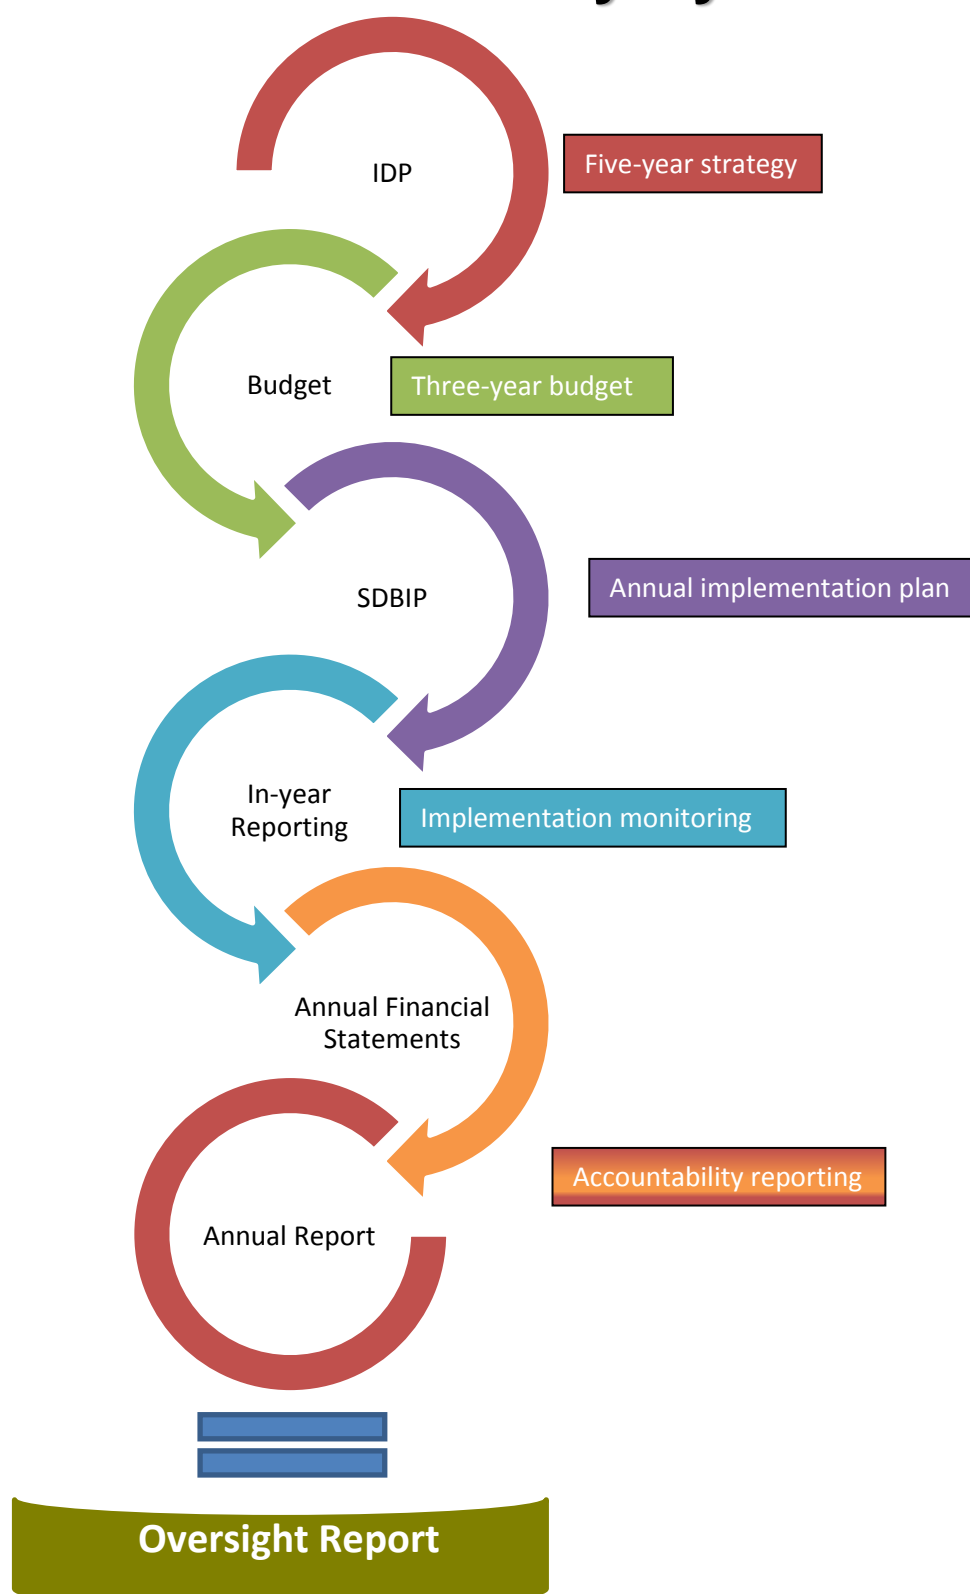 IDP
Five-year strategy
Budget
Three-year budget
SDBIP
Annual implementation plan
In-year
Reporting
Implementation monitoring
Annual Financial
Statements
Accountability reporting
Annual Report
Oversight Report